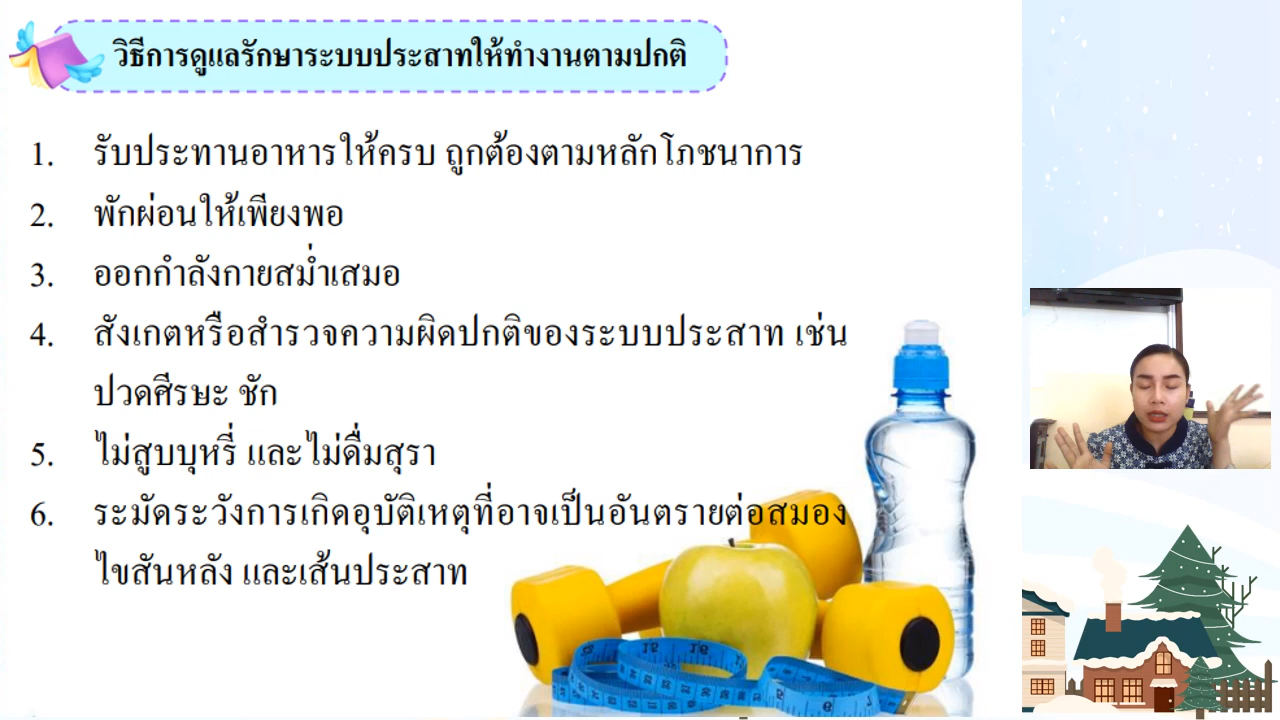 วิธีการดูแลรักษาระบบประสาทให้ทำงานตามปกติ
1. รับประทานอาหารให้ครบ ถูกต้องตามหลักโภชนาการ
2. พักผ่อนให้เพียงพอ
3. ออกกำลังกายสม่ำเสมอ
4. สังเกตหรือสำรวจความผิดปกติของระบบประสาท เช่น
ปวดศีรษะ ชัก
5. ไม่สูบบุหรี่ และไม่ดื่มสุรา
6. ระมัดระวังการเกิดอุบัติเหตุที่อาจเป็นอันตรายต่อสมอง
ไขสันหลัง และเส้นประสาท